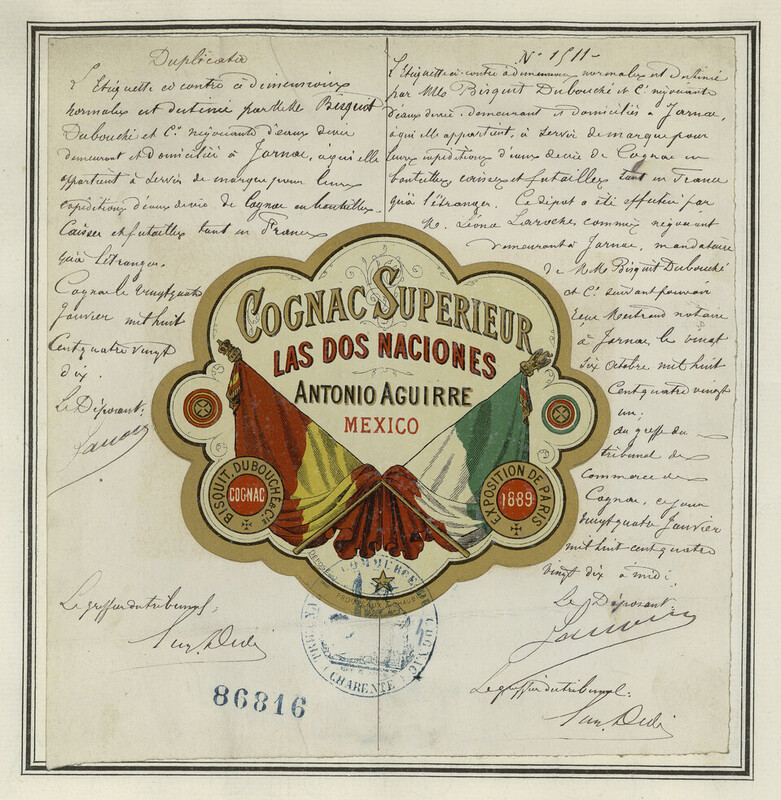 Duplicata
L'Etiquette ci contre à dimensions
normales est destinée par MM. Bisquit
Dubouché et Cie négociants d'eaux de vie
demeurant et domiciliés à Jarnac, à qui elle
appartient à servir de marque pour leurs
expéditions d'eaux de vie de Cognac en bouteilles
Caisses et futailles tant en France
qu'à l'étranger.
Cognac le vingt quatre
Janvier mil huit
Cent quatre vingt
dix.
Le Déposant:
Le greffier du tribunal:
N° 1511
L'Etiquette ci-contre à dimensions normales est destinée
par MM. Bisquit Dubouché et Cie négociants
d'eaux de vie, demeurant et domiciliés à Jarnac,
à qui elle appartient, à servir de marque pour
leurs expéditions d'eaux de vie de Cognac en
bouteilles caisses et futailles tant en France
qu'à l'étranger. Ce dépôt a été effectué par
M. Léona Laroche, commis négociant
demeurant à Jarnac, mandataire
de MM. Bisquit Dubouché
et Cie suivant pouvoir
notaire
à Jarnac le vingt
six Octobre mil huit
Cent quatre vingt
un;
au greffe du
tribunal de
Commerce de
Cognac, ce jour
vingt quatre Janvier
mil huit cent quatre
vingt dix à midi.
Le Déposant:
Le greffier du tribunal:
COGNAC SUPERIEUR
LAS DOS NACIONES
ANTONIO AGUIRRE
MEXICO
BISQUIT, DUBOUCHÉ & CIE
COGNAC
EXPOSITION DE PARIS
1889
DÉPOSÉ
TRIBUNAL COMMERCE COGNAC
(CHARENTE)
86816